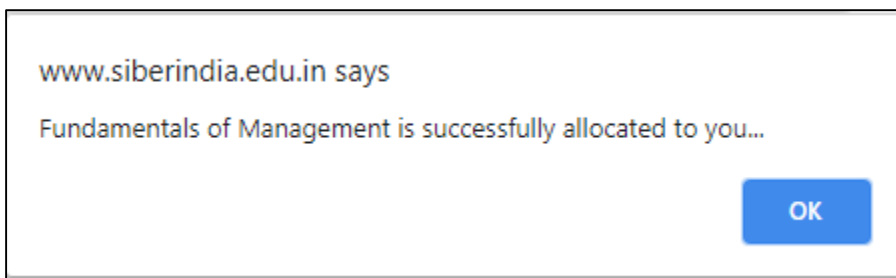 www.siberindia.edu.in says
Fundamentals of Management is successfully allocated to you...
OK